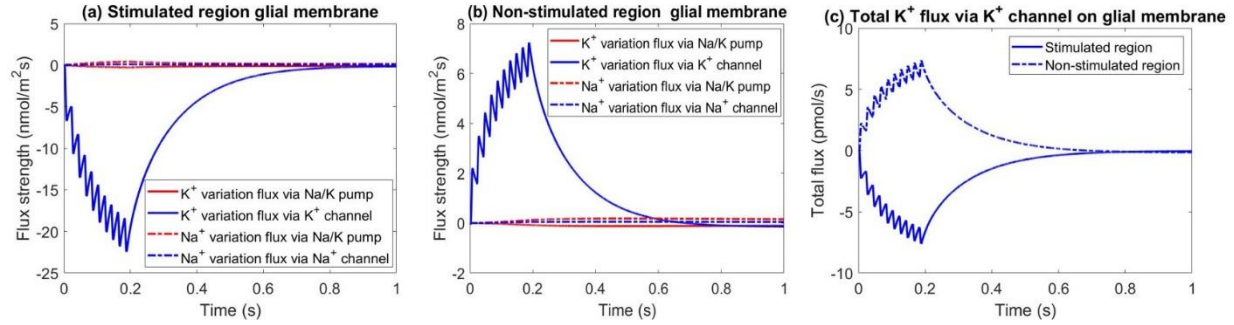 (a) Stimulated region glial membrane
5
0
-5
-10
-15
-20
-25
Flux strength (nmol/m²s)
K⁺ variation flux via Na/K pump
K⁺ variation flux via K⁺ channel
Na⁺ variation flux via Na/K pump
Na⁺ variation flux via Na⁺ channel
0 0.2 0.4 0.6 0.8 1
Time (s)
(b) Non-stimulated region glial membrane
8
6
4
2
0
-2
Flux strength (nmol/m²s)
K⁺ variation flux via Na/K pump
K⁺ variation flux via K⁺ channel
Na⁺ variation flux via Na/K pump
Na⁺ variation flux via Na⁺ channel
0 0.2 0.4 0.6 0.8 1
Time (s)
(c) Total K⁺ flux via K⁺ channel on glial membrane
10
5
0
-5
-10
Total flux (pmol/s)
Stimulated region
Non-stimulated region
0 0.2 0.4 0.6 0.8 1
Time (s)